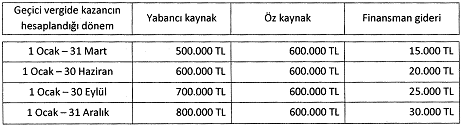 Geçici vergide kazancın hesaplandığı dönem Yabancı kaynak Öz kaynak Finansman gideri
1 Ocak – 31 Mart 500.000 TL 600.000 TL 15.000 TL
1 Ocak – 30 Haziran 600.000 TL 600.000 TL 20.000 TL
1 Ocak – 30 Eylül 700.000 TL 600.000 TL 25.000 TL
1 Ocak – 31 Aralık 800.000 TL 600.000 TL 30.000 TL